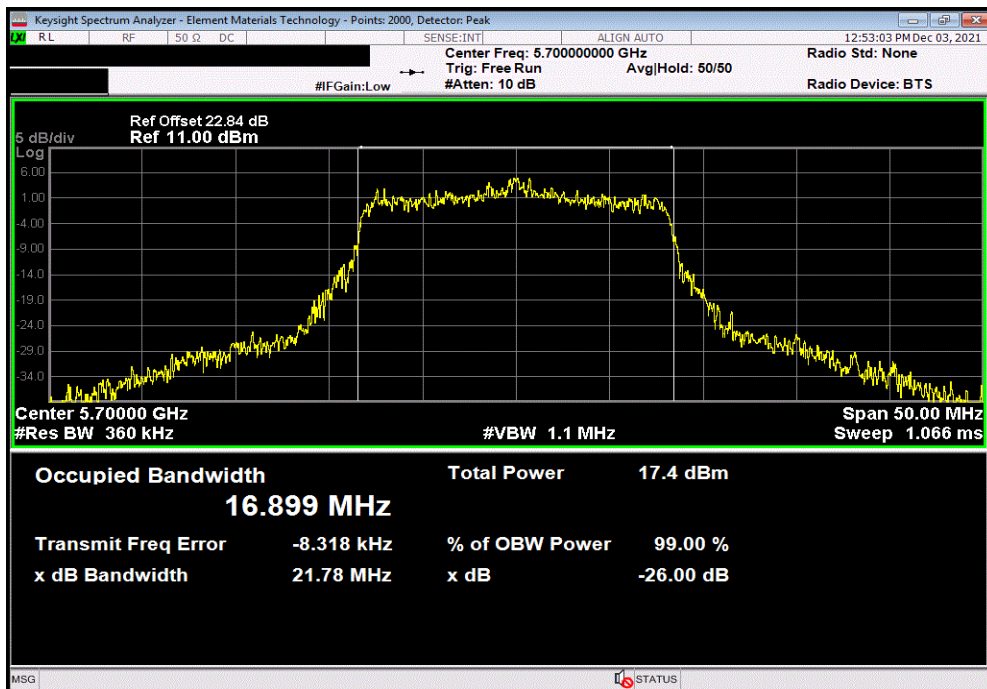 Keysight Spectrum Analyzer - Element Materials Technology - Points: 2000, Detector: Peak
LXI RL RF 50 Ω DC SENSE:INT ALIGN AUTO 12:53:03 PM Dec 03, 2021
Center Freq: 5.700000000 GHz Radio Std: None
Trig: Free Run Avg|Hold: 50/50
#IFGain:Low #Atten: 10 dB Radio Device: BTS
Ref Offset 22.84 dB
5 dB/div Ref 11.00 dBm
Log
6.00
1.00
-4.00
-9.00
-14.0
-19.0
-24.0
-29.0
-34.0
Center 5.70000 GHz Span 50.00 MHz
#Res BW 360 kHz #VBW 1.1 MHz Sweep 1.066 ms
Occupied Bandwidth Total Power 17.4 dBm
16.899 MHz
Transmit Freq Error -8.318 kHz % of OBW Power 99.00 %
x dB Bandwidth 21.78 MHz x dB -26.00 dB
MSG STATUS